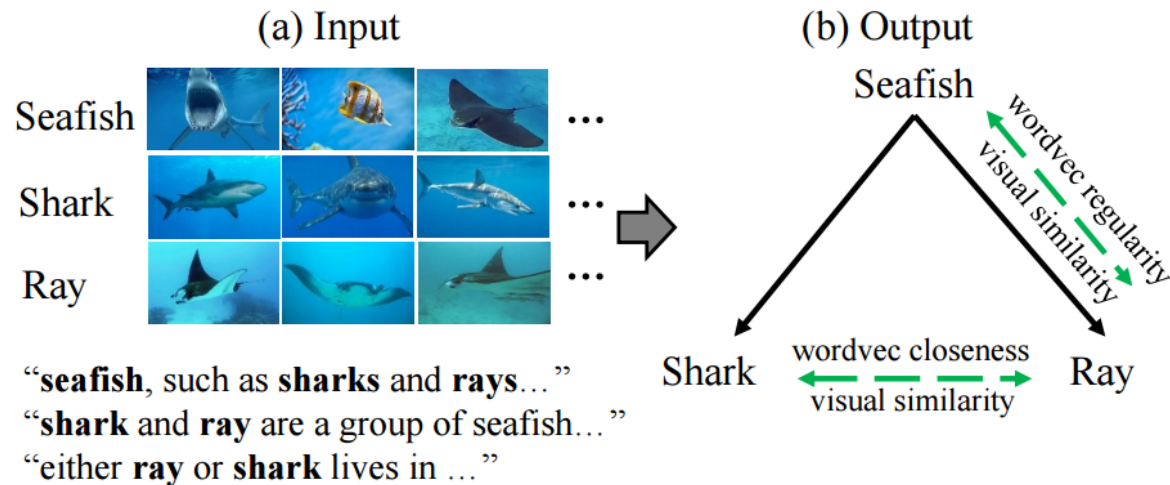 (a) Input
Seafish
...
Shark
...
Ray
...
“seafish, such as sharks and rays…”
“shark and ray are a group of seafish…”
“either ray or shark lives in …”
(b) Output
Seafish
wordvec regularity
visual similarity
Shark
wordvec closeness
visual similarity
Ray